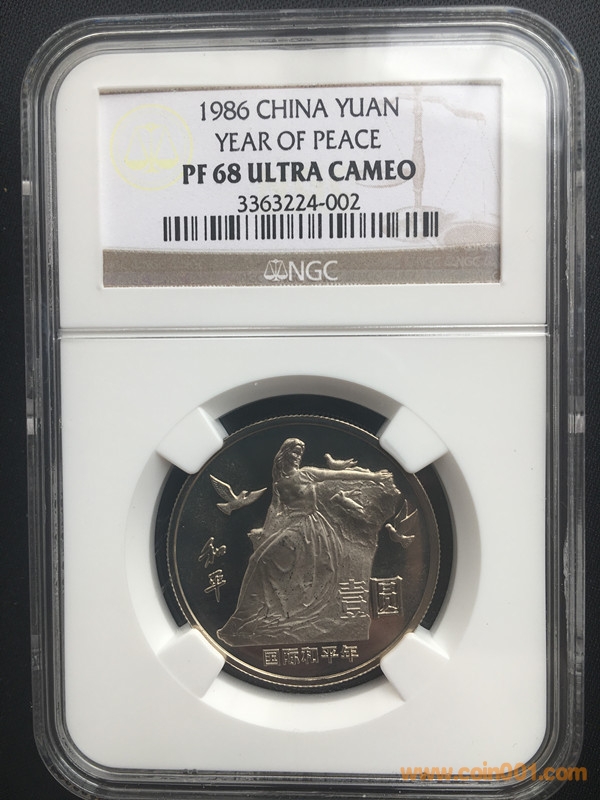 1986 CHINA YUAN
YEAR OF PEACE
PF 68 ULTRA CAMEO
3363224-002
NGC
NGC
和平
壹圆
国际和平年
www.coin001.com